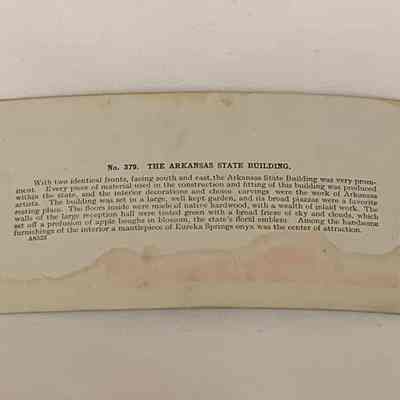 No. 379. THE ARKANSAS STATE BUILDING.
With two identical fronts, facing south and east, the Arkansas State Building was very prom-
inent. Every piece of material used in the construction and fitting of this building was produced
within the state, and the interior decorations and chosen carvings were the work of Arkansas
artists. The building was set in a large, well kept garden, and its broad piazzas were a favorite
resting place. The floors inside were made of native hardwood, with a wealth of inlaid work. The
walls of the large reception hall were tinted green with a broad frieze of sky and clouds, which
set off a profusion of apple boughs in blossom, the state's floral emblem. Among the handsome
furnishings of the interior a mantlepiece of Eureka Springs onyx was the center of attraction.